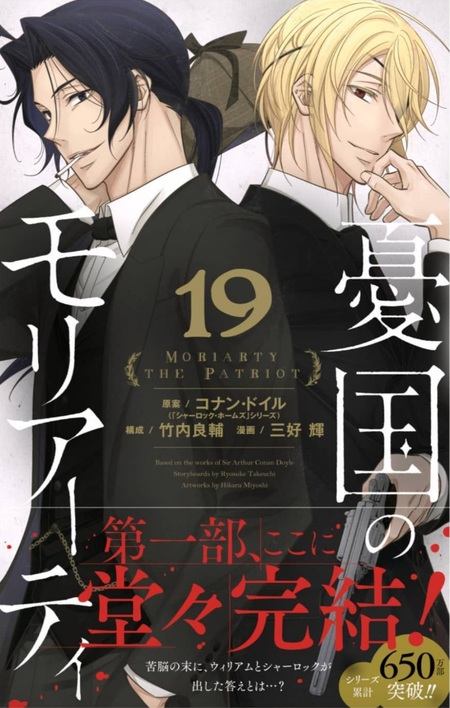 憂国の
モリアーティ
19
MORIARTY
THE PATRIOT
原案/コナン・ドイル
(「シャーロック・ホームズ」シリーズ)
構成/竹内良輔 漫画/三好 輝
Based on the works of Sir Arthur Conan Doyle
Storyboards by Ryosuke Takeuchi
Artworks by Hikaru Miyoshi
第一部、ここに
堂々完結!
苦悩の末に、ウィリアムとシャーロックが
出した答えとは…?
シリーズ
累計
650万部
突破!!